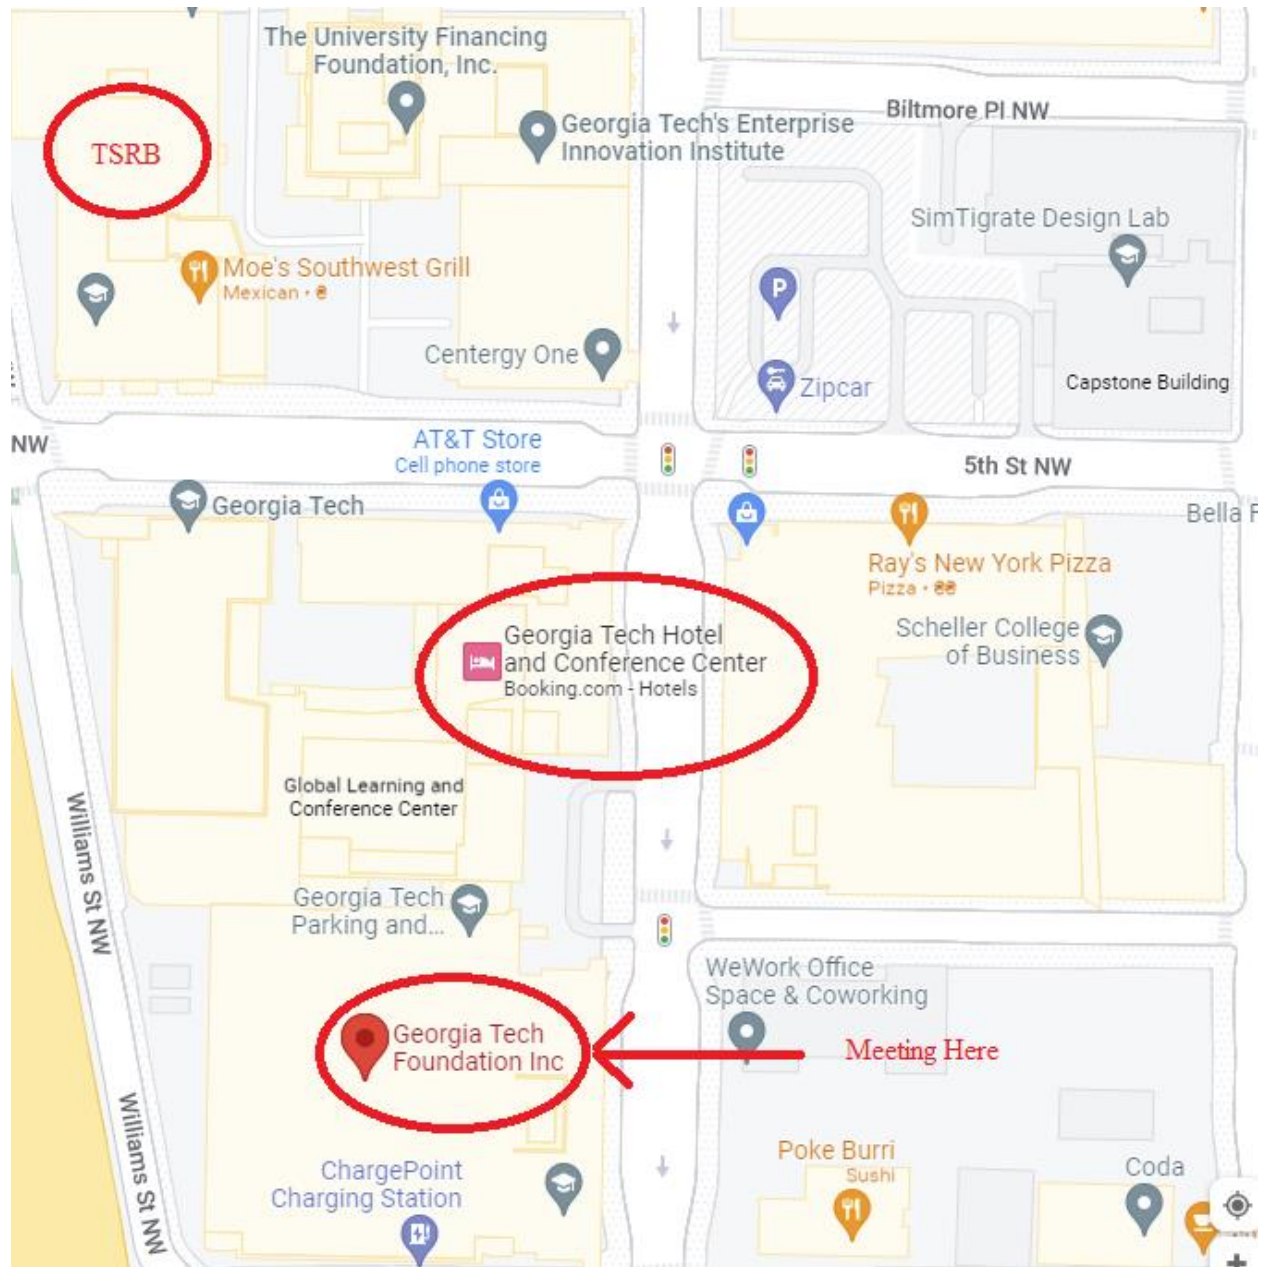 The University Financing
Foundation, Inc.
Biltmore Pl NW
Georgia Tech's Enterprise
Innovation Institute
TSRB
SimTigrate Design Lab
Moe's Southwest Grill
Mexican •
Centergy One
Zipcar
P
Capstone Building
NW
AT&T Store
Cell phone store
5th St NW
Georgia Tech
Bella
Ray's New York Pizza
Pizza •
Georgia Tech Hotel
and Conference Center
Booking.com - Hotels
Scheller College
of Business
Global Learning and
Conference Center
Williams St NW
Georgia Tech
Parking and...
WeWork Office
Space & Coworking
Georgia Tech
Foundation Inc
Meeting Here
Williams St NW
Poke Burri
Sushi
ChargePoint
Charging Station
Coda